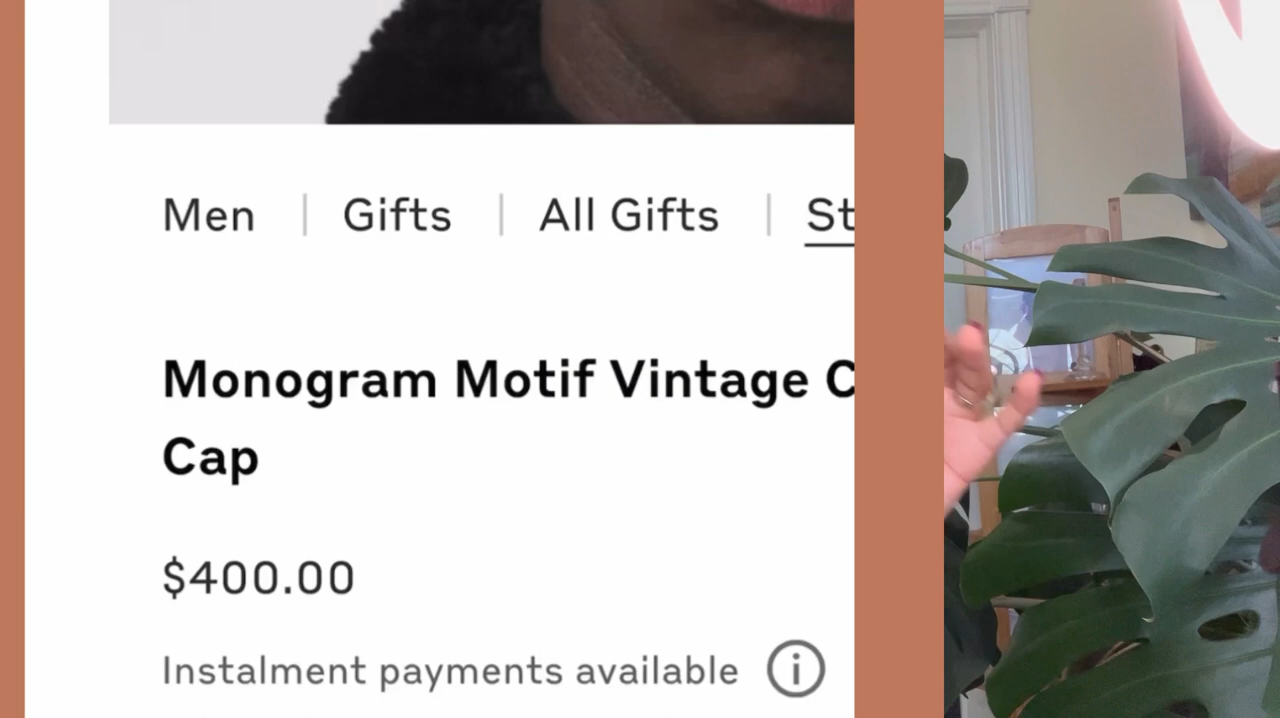 Men | Gifts | All Gifts | St
Monogram Motif Vintage C
Cap
$400.00
Instalment payments available